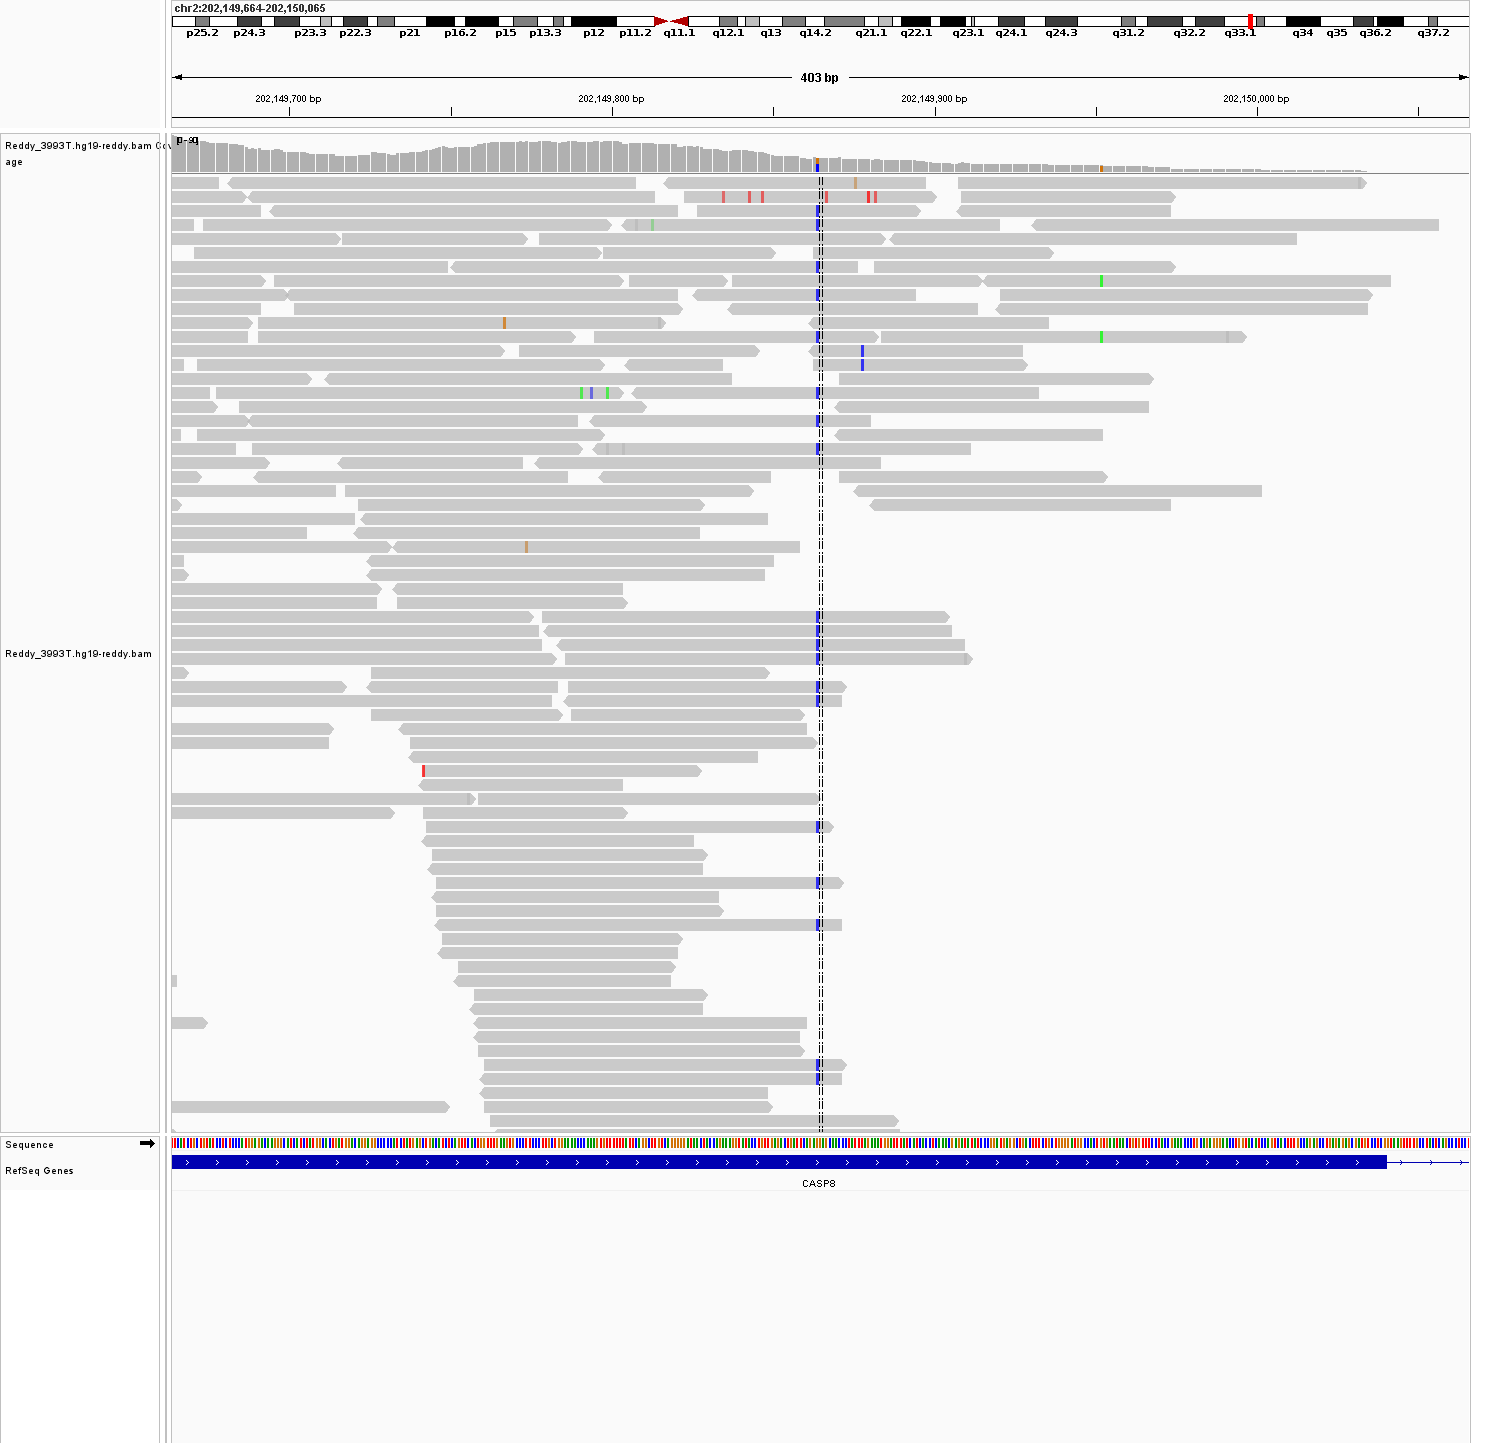 chr2:202,149,664-202,150,065
p25.2 p24.3 p23.3 p22.3 p21 p16.2 p15 p13.3 p12 p11.2 q11.1 q12.1 q13 q14.2 q21.1 q22.1 q23.1 q24.1 q24.3 q31.2 q32.2 q33.1 q34 q35 q36.2 q37.2
403 bp
202,149,700 bp 202,149,800 bp 202,149,900 bp 202,150,000 bp
Reddy_3993T.hg19-reddy.bam
age
Reddy_3993T.hg19-reddy.bam
Sequence
RefSeq Genes
CASP8